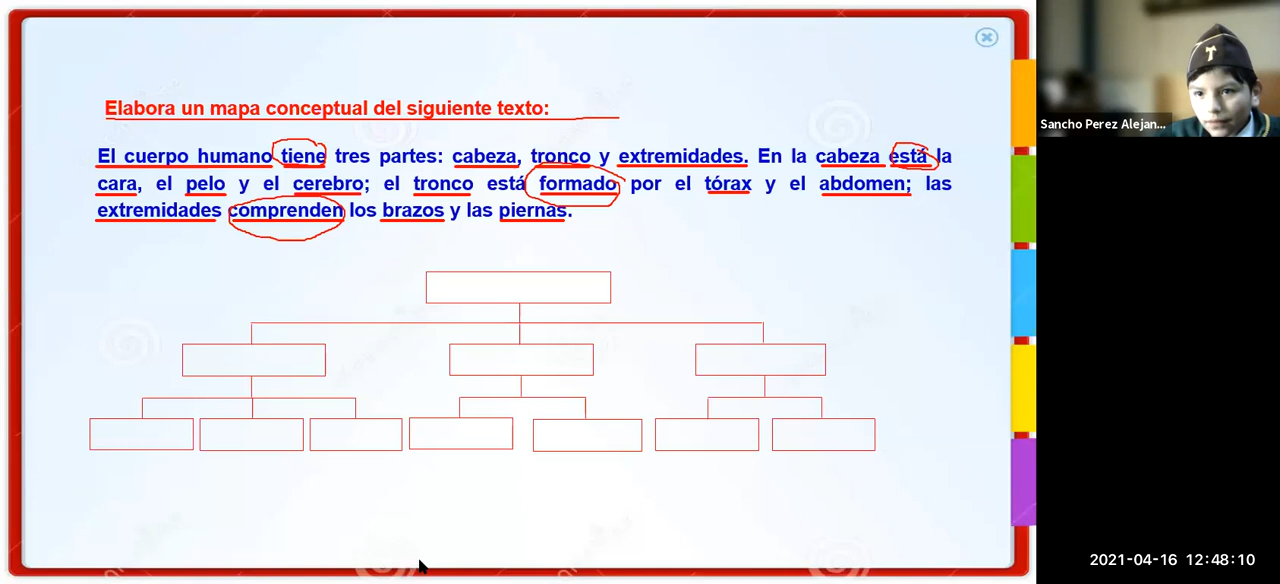 Elabora un mapa conceptual del siguiente texto:
El cuerpo humano tiene tres partes: cabeza, tronco y extremidades. En la cabeza está la
cara, el pelo y el cerebro; el tronco está formado por el tórax y el abdomen; las
extremidades comprenden los brazos y las piernas.
Sancho Perez Alejan...
2021-04-16 12:48:10